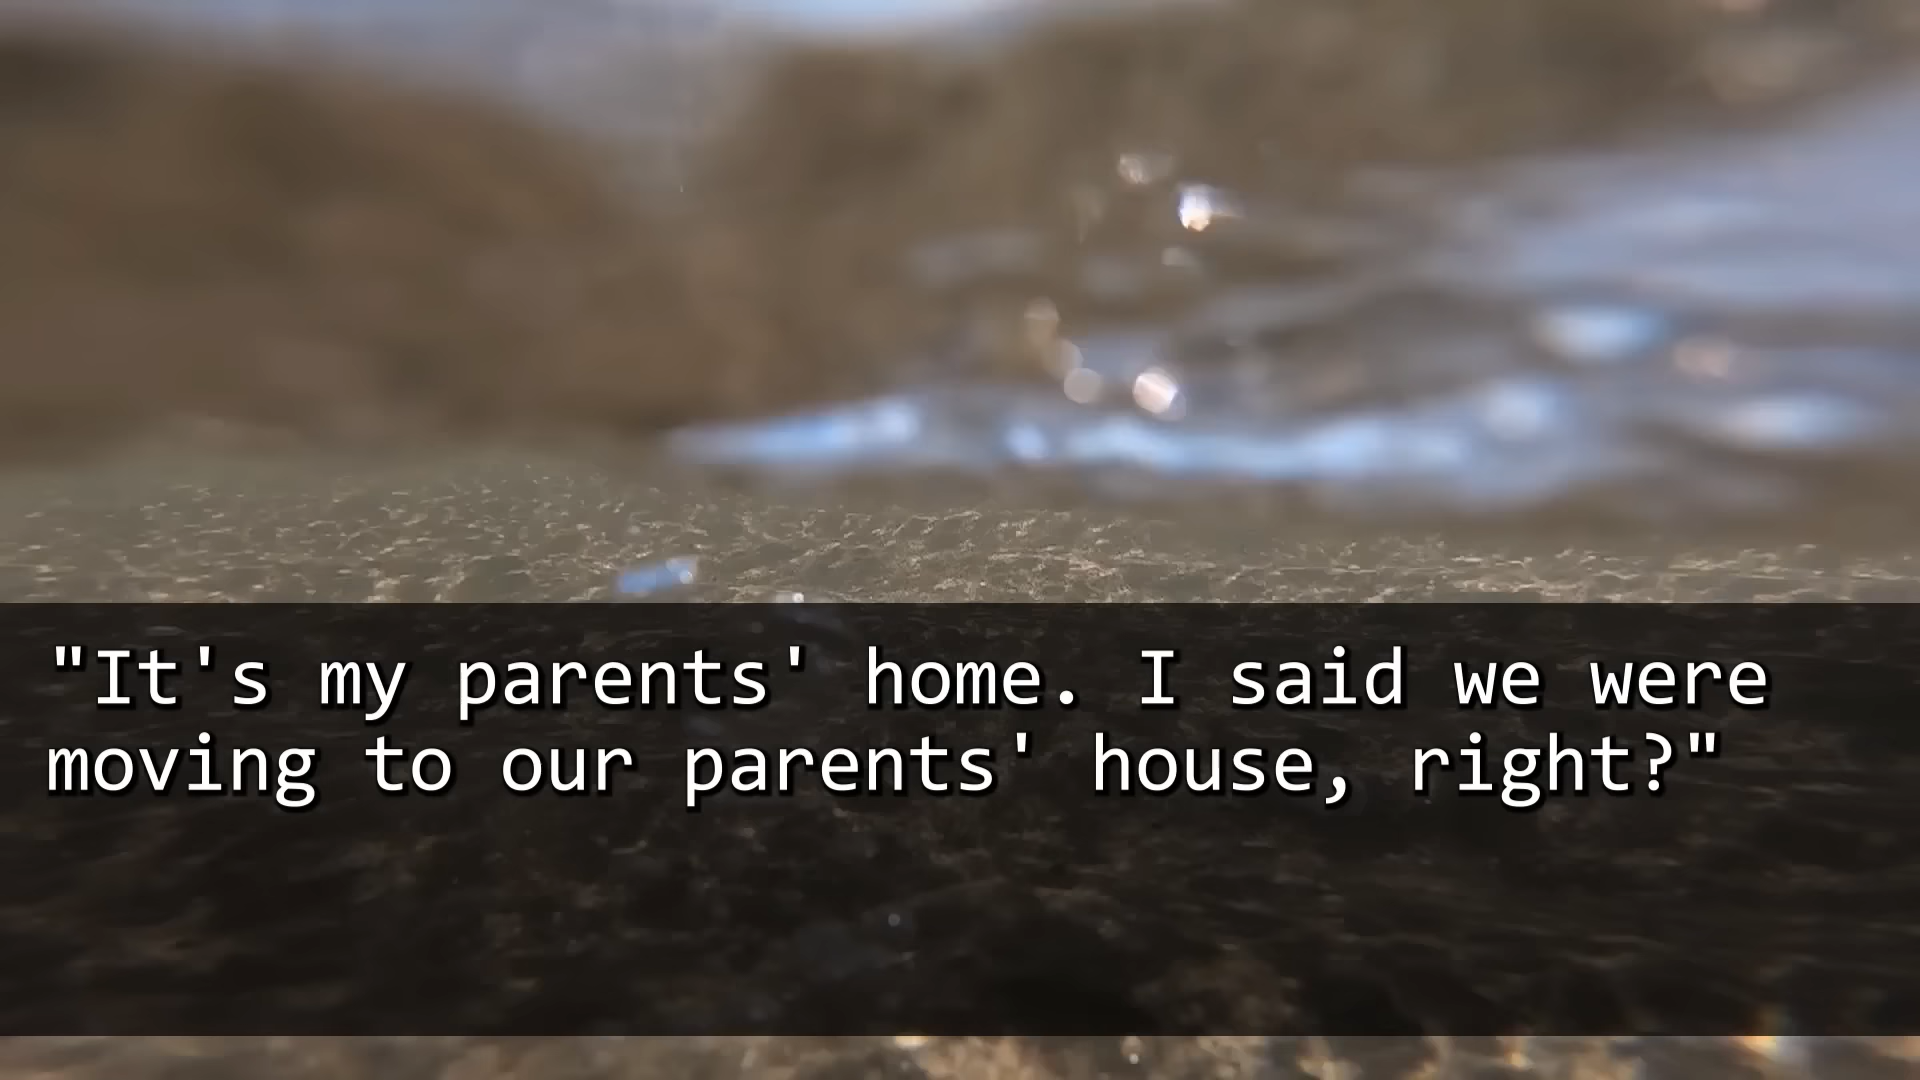 "It's my parents' home. I said we were
moving to our parents' house, right?"